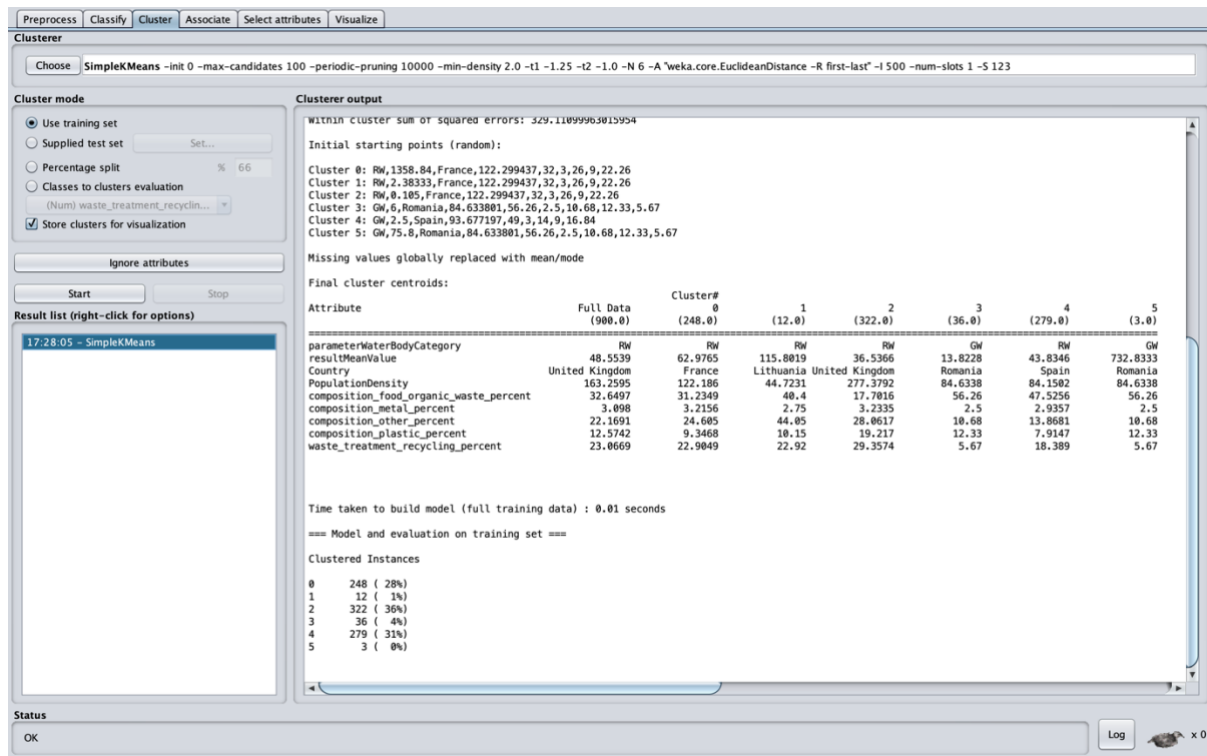 Preprocess Classify Cluster Associate Select attributes Visualize
Clusterer
Choose SimpleKMeans -init 0 -max-candidates 100 -periodic-pruning 10000 -min-density 2.0 -t1 -1.25 -t2 -1.0 -N 6 -A "weka.core.EuclideanDistance -R first-last" -I 500 -num-slots 1 -S 123
Cluster mode
Use training set
Supplied test set Set...
Percentage split % 66
Classes to clusters evaluation
(Num) waste_treatment_recyclin...
Store clusters for visualization
Ignore attributes
Start Stop
Result list (right-click for options)
17:28:05 - SimpleKMeans
Clusterer output
Within cluster sum of squared errors: 329.11099963015954
Initial starting points (random):
Cluster 0: RW,1358.84,France,122.299437,32,3,26,9,22.26
Cluster 1: RW,2.38333,France,122.299437,32,3,26,9,22.26
Cluster 2: RW,0.105,France,122.299437,32,3,26,9,22.26
Cluster 3: GW,6,Romania,84.633801,56.26,2.5,10.68,12.33,5.67
Cluster 4: GW,2.5,Spain,93.677197,49,3,14,9,16.84
Cluster 5: GW,75.8,Romania,84.633801,56.26,2.5,10.68,12.33,5.67
Missing values globally replaced with mean/mode
Final cluster centroids:
Cluster#
Attribute Full Data 0 1 2 3 4 5
(900.0) (248.0) (12.0) (322.0) (36.0) (279.0) (3.0)
==========================================================================================
parameterWaterBodyCategory RW RW RW RW GW RW GW
resultMeanValue 48.5539 62.9765 115.8019 36.5366 13.8228 43.8346 732.8333
Country United Kingdom France Lithuania United Kingdom Romania Spain Romania
PopulationDensity 163.2595 122.186 44.7231 277.3792 84.6338 84.1502 84.6338
composition_food_organic_waste_percent 32.6497 31.2349 40.4 17.7016 56.26 47.5256 56.26
composition_metal_percent 3.098 3.2156 2.75 3.2335 2.5 2.9357 2.5
composition_other_percent 22.1691 24.605 44.05 28.0617 10.68 13.8681 10.68
composition_plastic_percent 12.5742 9.3468 10.15 19.217 12.33 7.9147 12.33
waste_treatment_recycling_percent 23.0669 22.9049 22.92 29.3574 5.67 18.389 5.67
Time taken to build model (full training data) : 0.01 seconds
=== Model and evaluation on training set ===
Clustered Instances
0 248 ( 28%)
1 12 ( 1%)
2 322 ( 36%)
3 36 ( 4%)
4 279 ( 31%)
5 3 ( 0%)
Status
OK
Log x 0